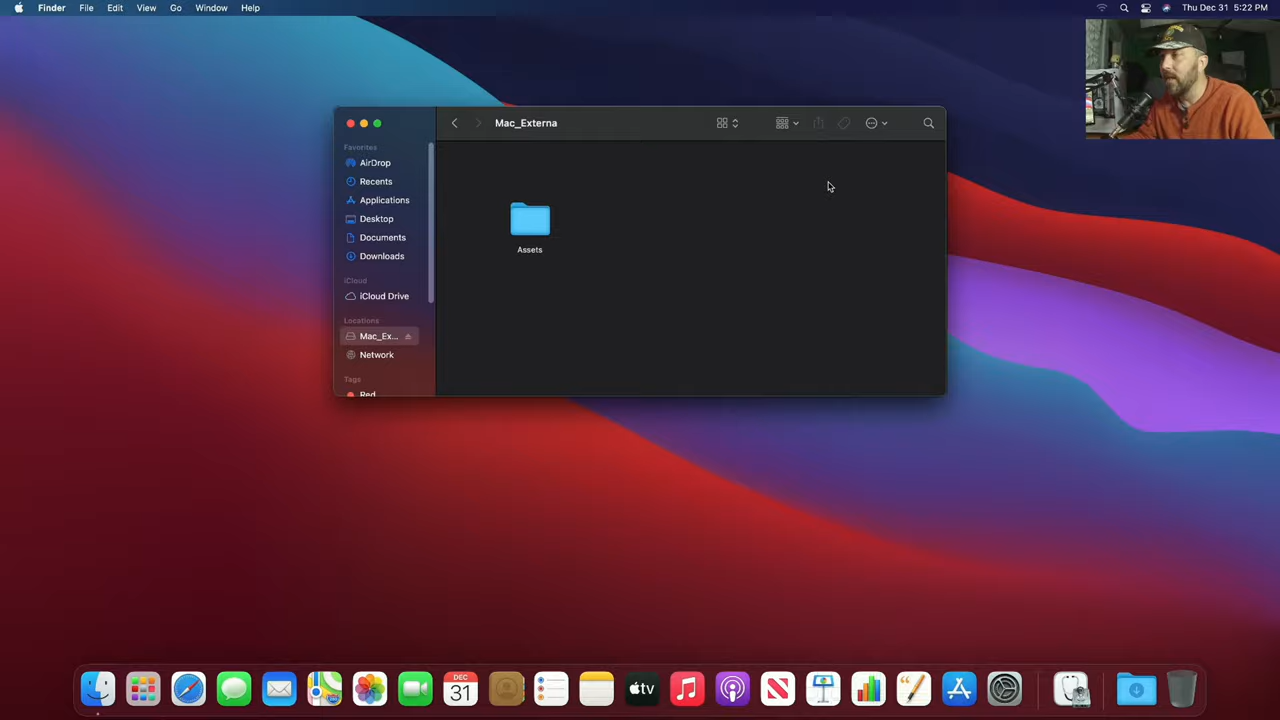 Finder File Edit View Go Window Help Thu Dec 31 5:22 PM
Mac_Externa
Favorites
AirDrop
Recents
Applications
Desktop
Documents
Downloads
iCloud
iCloud Drive
Locations
Mac_Ex...
Network
Tags
Red
Assets
DEC
31
tv